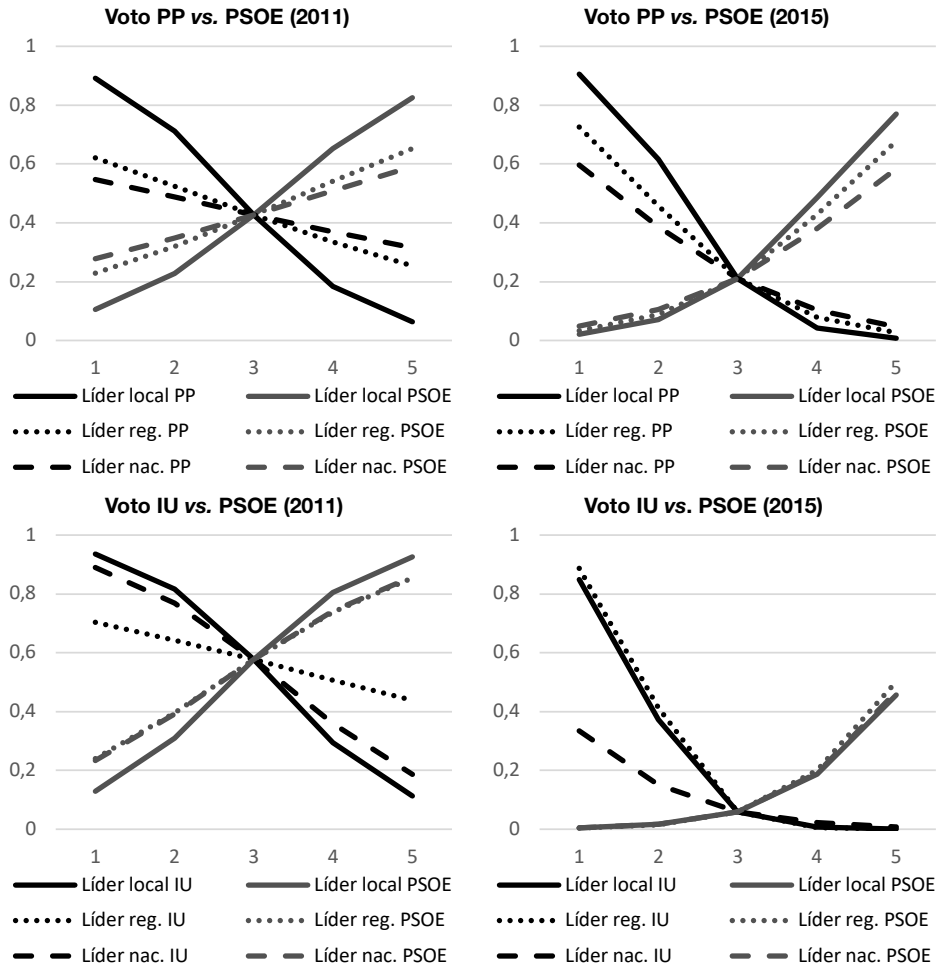 Voto PP vs. PSOE (2011)
1
0,8
0,6
0,4
0,2
0
1 2 3 4 5
Líder local PP Líder local PSOE
Líder reg. PP Líder reg. PSOE
Líder nac. PP Líder nac. PSOE
Voto PP vs. PSOE (2015)
1
0,8
0,6
0,4
0,2
0
1 2 3 4 5
Líder local PP Líder local PSOE
Líder reg. PP Líder reg. PSOE
Líder nac. PP Líder nac. PSOE
Voto IU vs. PSOE (2011)
1
0,8
0,6
0,4
0,2
0
1 2 3 4 5
Líder local IU Líder local PSOE
Líder reg. IU Líder reg. PSOE
Líder nac. IU Líder nac. PSOE
Voto IU vs. PSOE (2015)
1
0,8
0,6
0,4
0,2
0
1 2 3 4 5
Líder local IU Líder local PSOE
Líder reg. IU Líder reg. PSOE
Líder nac. IU Líder nac. PSOE